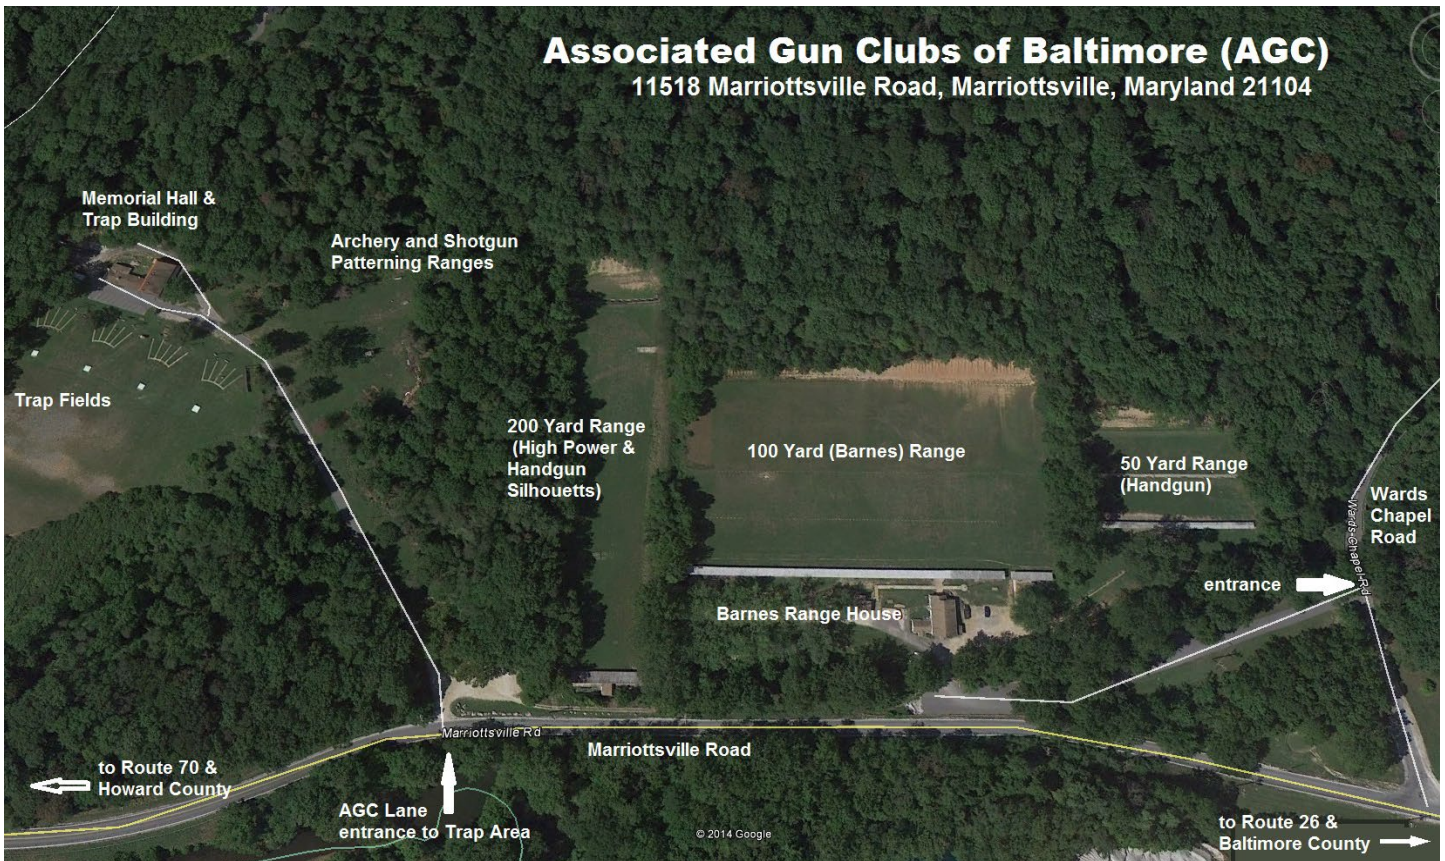 Associated Gun Clubs of Baltimore (AGC)
11518 Marriottsville Road, Marriottsville, Maryland 21104
Memorial Hall &
Trap Building
Archery and Shotgun
Patterning Ranges
Trap Fields
200 Yard Range
(High Power &
Handgun
Silhouetts)
100 Yard (Barnes) Range
50 Yard Range
(Handgun)
Wards
Chapel
Road
Wards Chapel Rd
entrance
Barnes Range House
Marriottsville Rd
Marriottsville Road
to Route 70 &
Howard County
AGC Lane
entrance to Trap Area
© 2014 Google
to Route 26 &
Baltimore County